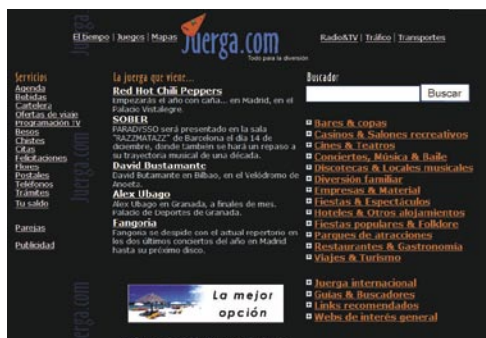 El tiempo | Juegos | Mapas
Juerga.com
Todo para la diversión
Radio&TV | Tráfico | Transportes
Servicios
Agenda
Bebidas
Cartelera
Ofertas de viaje
Programación TV
Besos
Chistes
Citas
Felicitaciones
Flores
Postales
Teléfonos
Trámites
Tu saldo
Parejas
Publicidad
La juerga que viene...
Red Hot Chili Peppers
Empezarás el año con caña... en Madrid, en el
Palacio Vistalegre.
SOBER
PARADISSO será presentado en la sala
"RAZZMATAZZ" de Barcelona el día 14 de
diciembre, donde también se hará un repaso a
su trayectoria musical de una década.
David Bustamante
David Butamante en Bilbao, en el Velódromo de
Anoeta.
Alex Ubago
Alex Ubago en Granada, a finales de mes.
Palacio de Deportes de Granada.
Fangoria
Fangoria se despide con el actual repertorio en
los dos últimos conciertos del año en Madrid
hasta su próximo disco.
La mejor
opción
Buscador
Buscar
Bares & copas
Casinos & Salones recreativos
Cines & Teatros
Conciertos, Música & Baile
Discotecas & Locales musicales
Diversión familiar
Empresas & Material
Fiestas & Espectáculos
Hoteles & Otros alojamientos
Fiestas populares & Folklore
Parques de atracciones
Restaurantes & Gastronomía
Viajes & Turismo
Juerga internacional
Guías & Buscadores
Links recomendados
Webs de interés general
Juerga.com
Juerga.com
Juerga.com